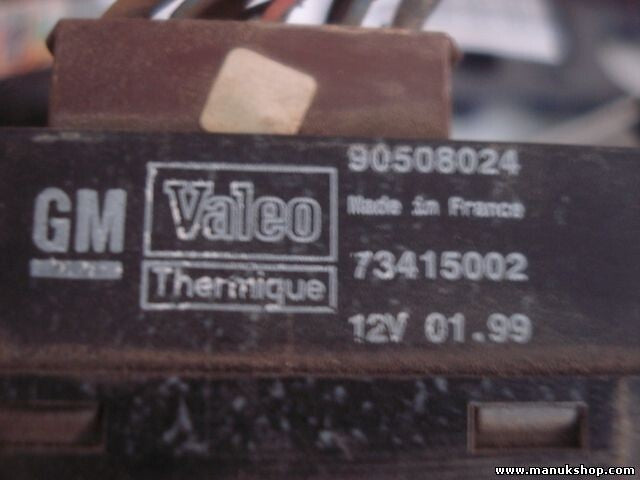 GM
Valeo
Thermique
90508024
Made in France
73415002
12V 01.99
www.manukshop.com